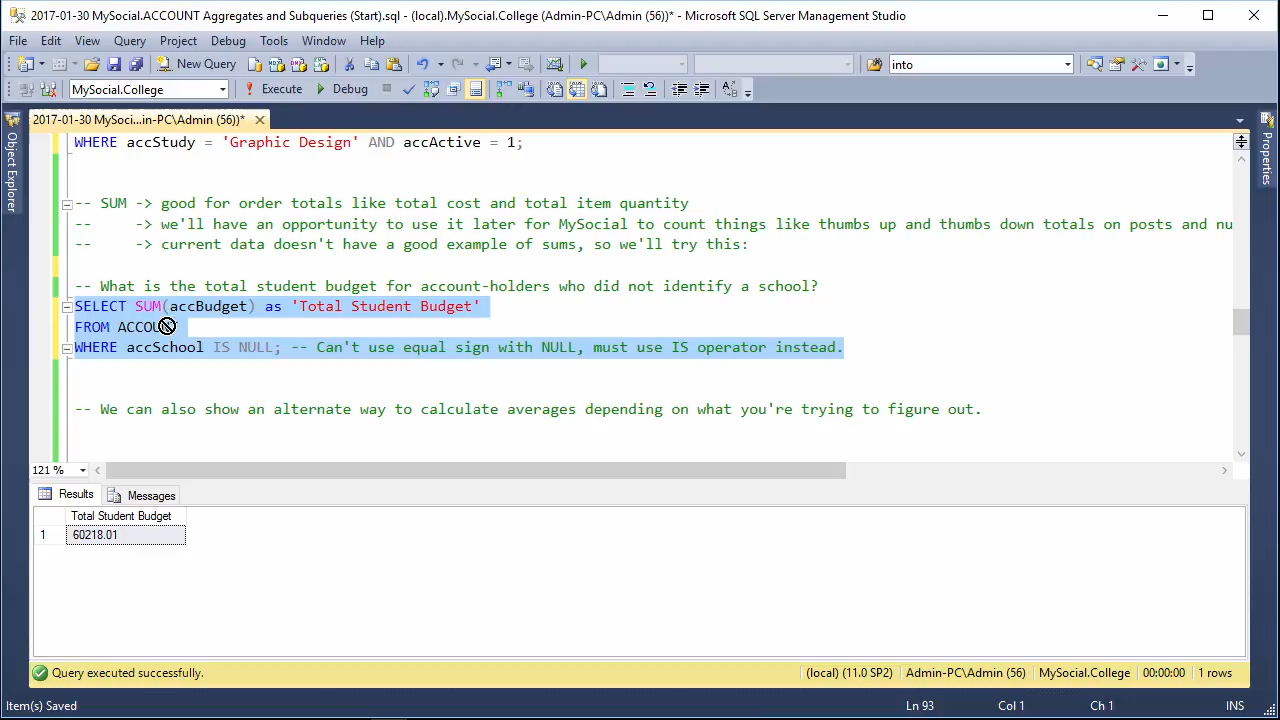 2017-01-30 MySocial.ACCOUNT Aggregates and Subqueries (Start).sql - (local).MySocial.College (Admin-PC\Admin (56))* - Microsoft SQL Server Management Studio
File Edit View Query Project Debug Tools Window Help
New Query into
MySocial.College Execute Debug
2017-01-30 MySoci...in-PC\Admin (56))*
Object Explorer
Properties
WHERE accStudy = 'Graphic Design' AND accActive = 1;
-- SUM -> good for order totals like total cost and total item quantity
-- -> we'll have an opportunity to use it later for MySocial to count things like thumbs up and thumbs down totals on posts and nu
-- -> current data doesn't have a good example of sums, so we'll try this:
-- What is the total student budget for account-holders who did not identify a school?
SELECT SUM(accBudget) as 'Total Student Budget'
FROM ACCOUNT
WHERE accSchool IS NULL; -- Can't use equal sign with NULL, must use IS operator instead.
-- We can also show an alternate way to calculate averages depending on what you're trying to figure out.
121 %
Results Messages
Total Student Budget
1 60218.01
Query executed successfully. (local) (11.0 SP2) Admin-PC\Admin (56) MySocial.College 00:00:00 1 rows
Item(s) Saved Ln 93 Col 1 Ch 1 INS